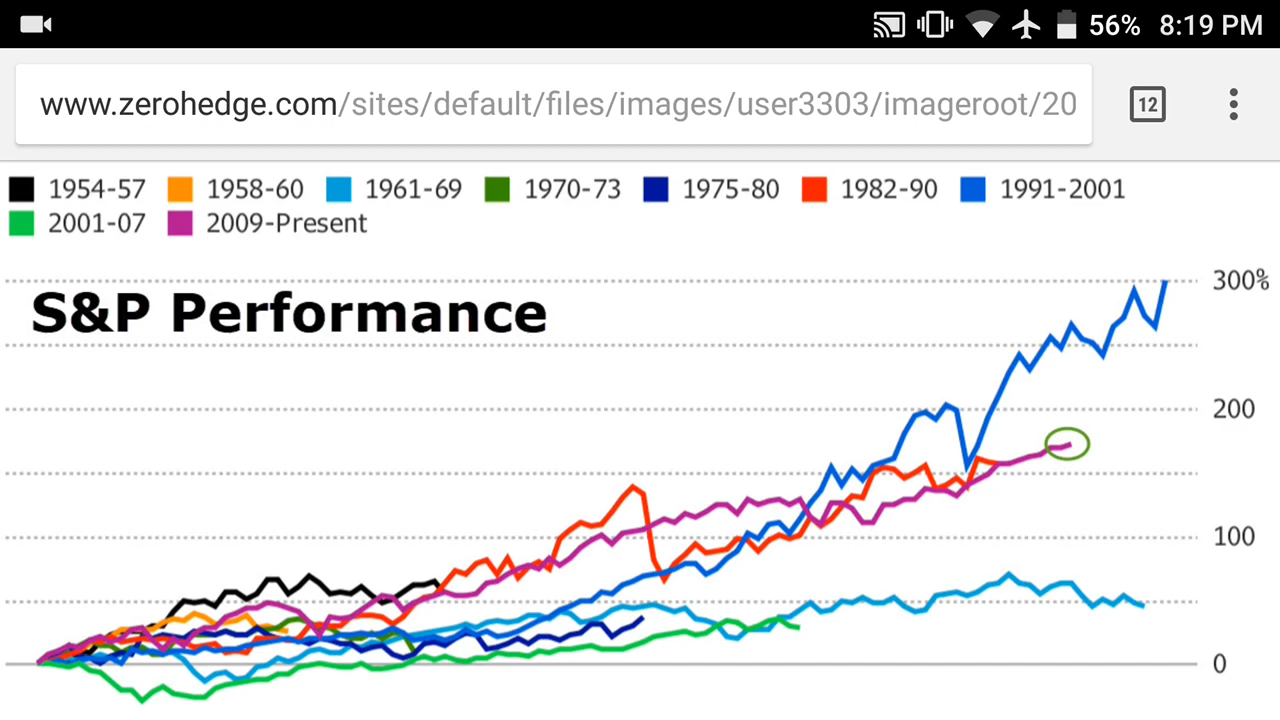 56% 8:19 PM
www.zerohedge.com/sites/default/files/images/user3303/imageroot/20
12
1954-57 1958-60 1961-69 1970-73 1975-80 1982-90 1991-2001
2001-07 2009-Present
300%
S&P Performance
200
100
0